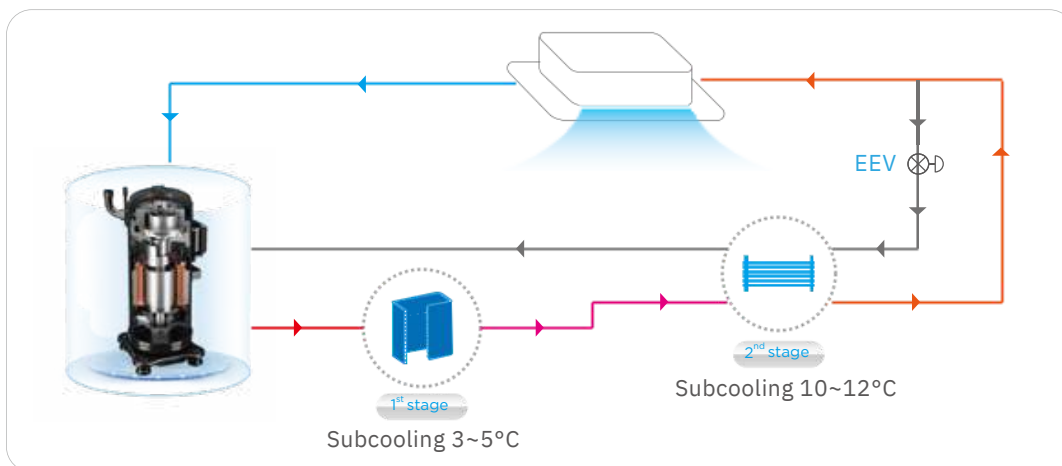 EEV
2nd stage
Subcooling 10~12°C
1st stage
Subcooling 3~5°C